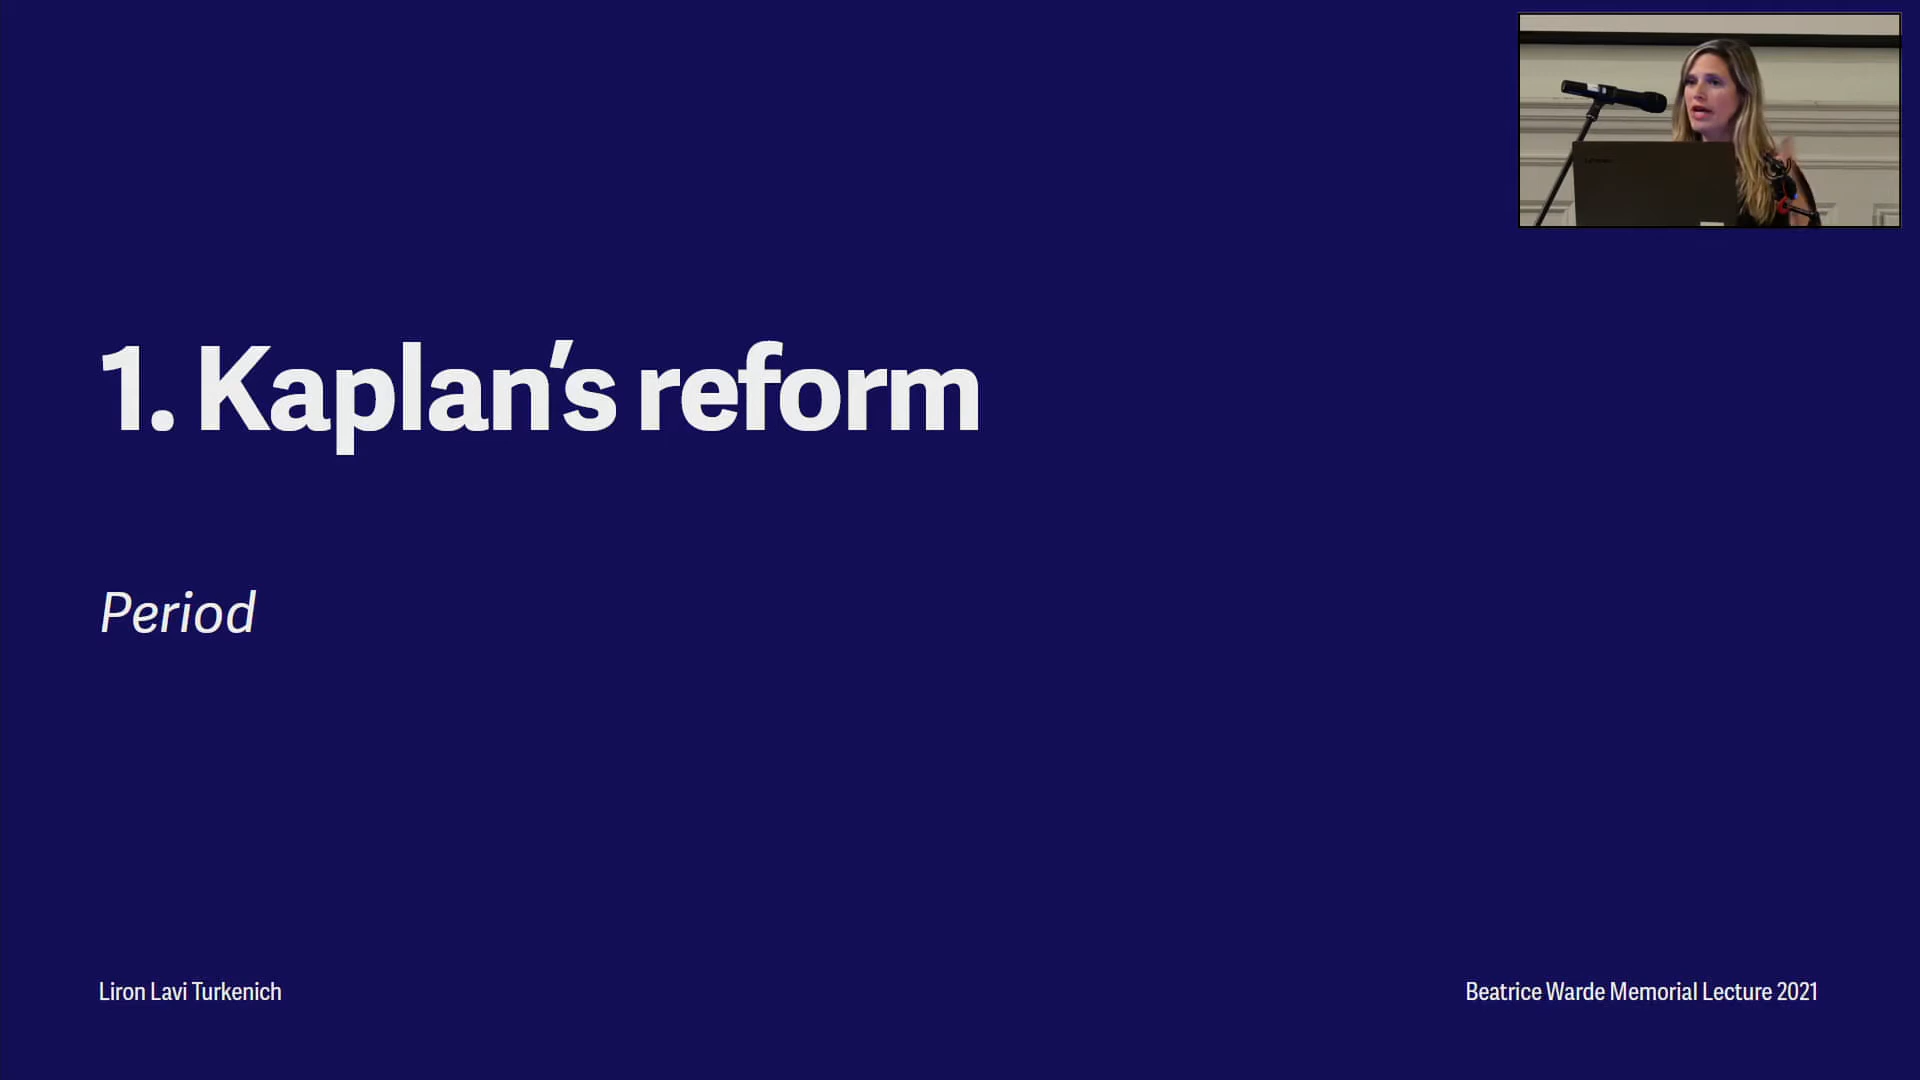 1. Kaplan’s reform
Period
Liron Lavi Turkenich
Beatrice Warde Memorial Lecture 2021